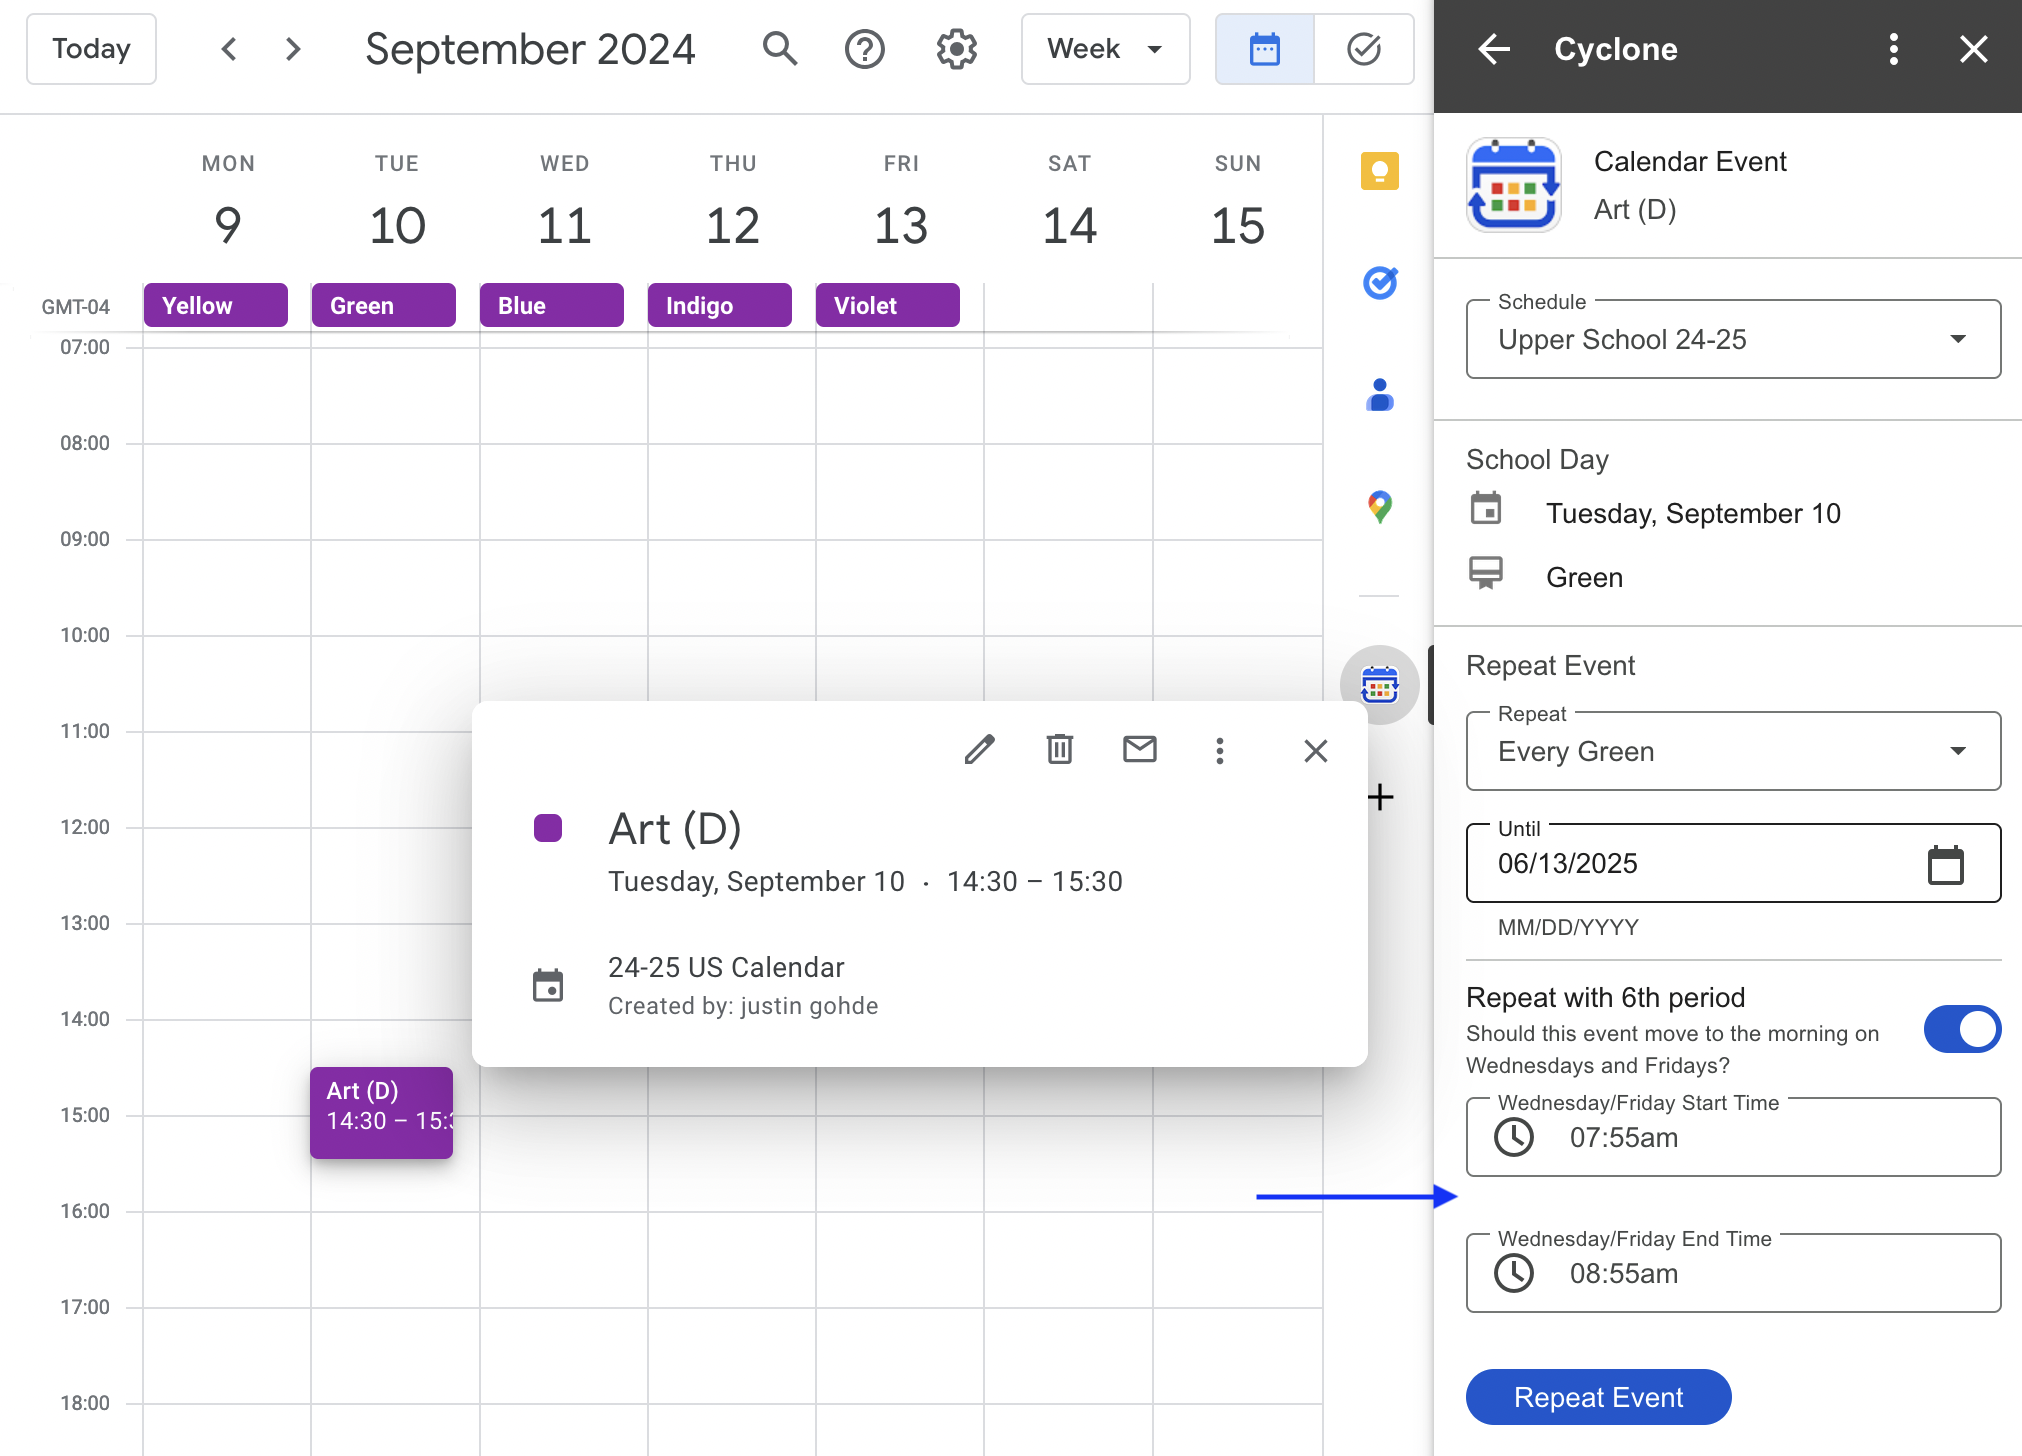 Today
September 2024
Week
MON
TUE
WED
THU
FRI
SAT
SUN
9
10
11
12
13
14
15
GMT-04
Yellow
Green
Blue
Indigo
Violet
07:00
08:00
09:00
10:00
11:00
12:00
13:00
14:00
15:00
16:00
17:00
18:00
Art (D)
14:30 – 15:3
Art (D)
Tuesday, September 10 · 14:30 – 15:30
24-25 US Calendar
Created by: justin gohde
Cyclone
Calendar Event
Art (D)
Schedule
Upper School 24-25
School Day
Tuesday, September 10
Green
Repeat Event
Repeat
Every Green
Until
06/13/2025
MM/DD/YYYY
Repeat with 6th period
Should this event move to the morning on
Wednesdays and Fridays?
Wednesday/Friday Start Time
07:55am
Wednesday/Friday End Time
08:55am
Repeat Event